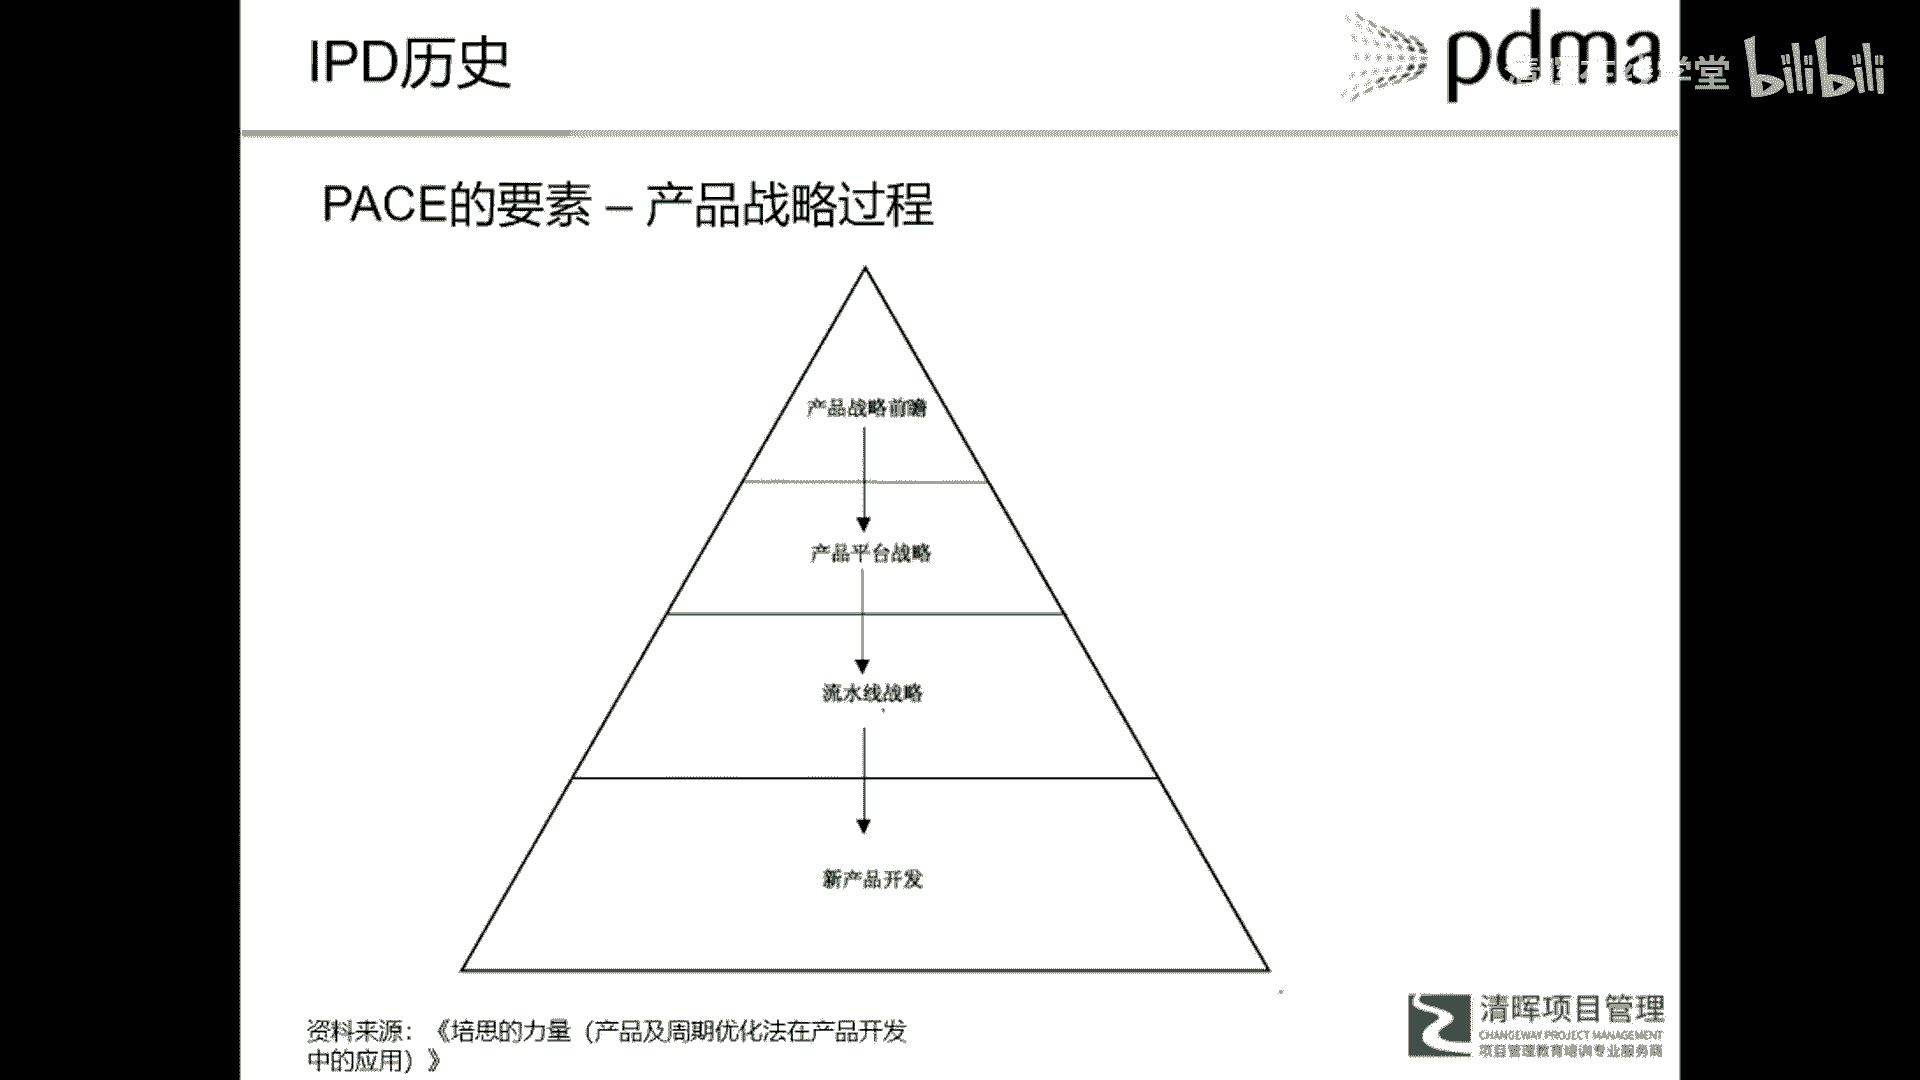 IPD历史
pdma
清晖在线学堂 bilibili
PACE的要素 – 产品战略过程
产品战略前瞻
产品平台战略
流水线战略
新产品开发
资料来源：《培思的力量（产品及周期优化法在产品开发
中的应用）》
清晖项目管理
CHANGEWAY PROJECT MANAGEMENT
项目管理教育培训专业服务商